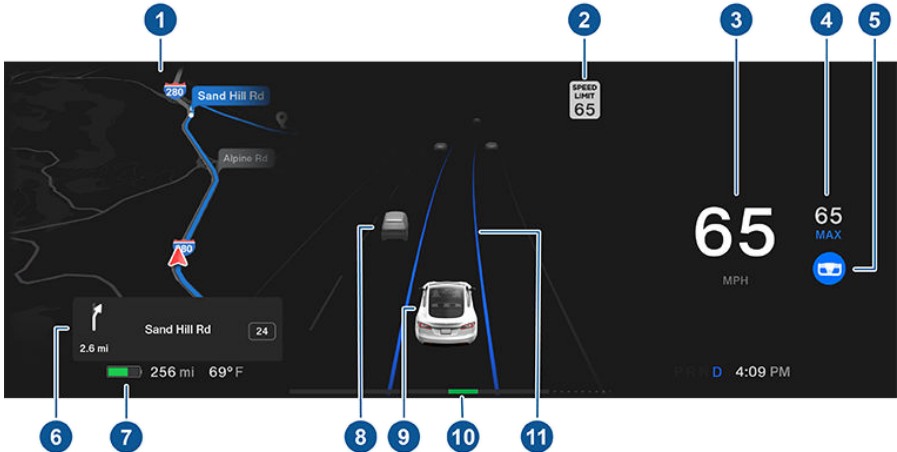 1
2
3
4
5
280
Sand Hill Rd
SPEED
LIMIT
65
Alpine Rd
65
65
MAX
8
280
11
MPH
Sand Hill Rd
24
2.6 mi
256 mi 69°F
P R N D 4:09 PM
6
7
8
9
10
11